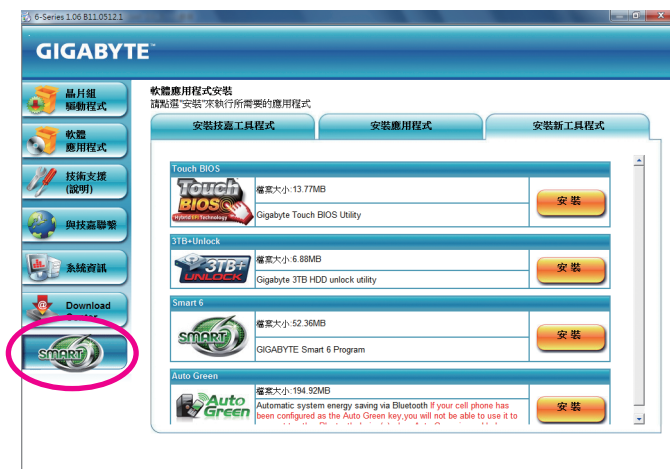 6-Series 1.06 B11.0512.1
GIGABYTE™
晶片組
驅動程式
軟體
應用程式
技術支援
(說明)
與技嘉聯繫
系統資訊
Download
SMART 6
軟體應用程式安裝
請點選"安裝"來執行所需要的應用程式
安裝技嘉工具程式
安裝應用程式
安裝新工具程式
Touch BIOS
Touch
BIOS
Hybrid EFI Technology
檔案大小:13.77MB
Gigabyte Touch BIOS Utility
安裝
3TB+Unlock
3TB+
UNLOCK
檔案大小:6.88MB
Gigabyte 3TB HDD unlock utility
安裝
Smart 6
SMART 6
檔案大小:52.36MB
GIGABYTE Smart 6 Program
安裝
Auto Green
Auto
Green
檔案大小:194.92MB
Automatic system energy saving via Bluetooth If your cell phone has
been configured as the Auto Green key,you will not be able to use it to
安裝